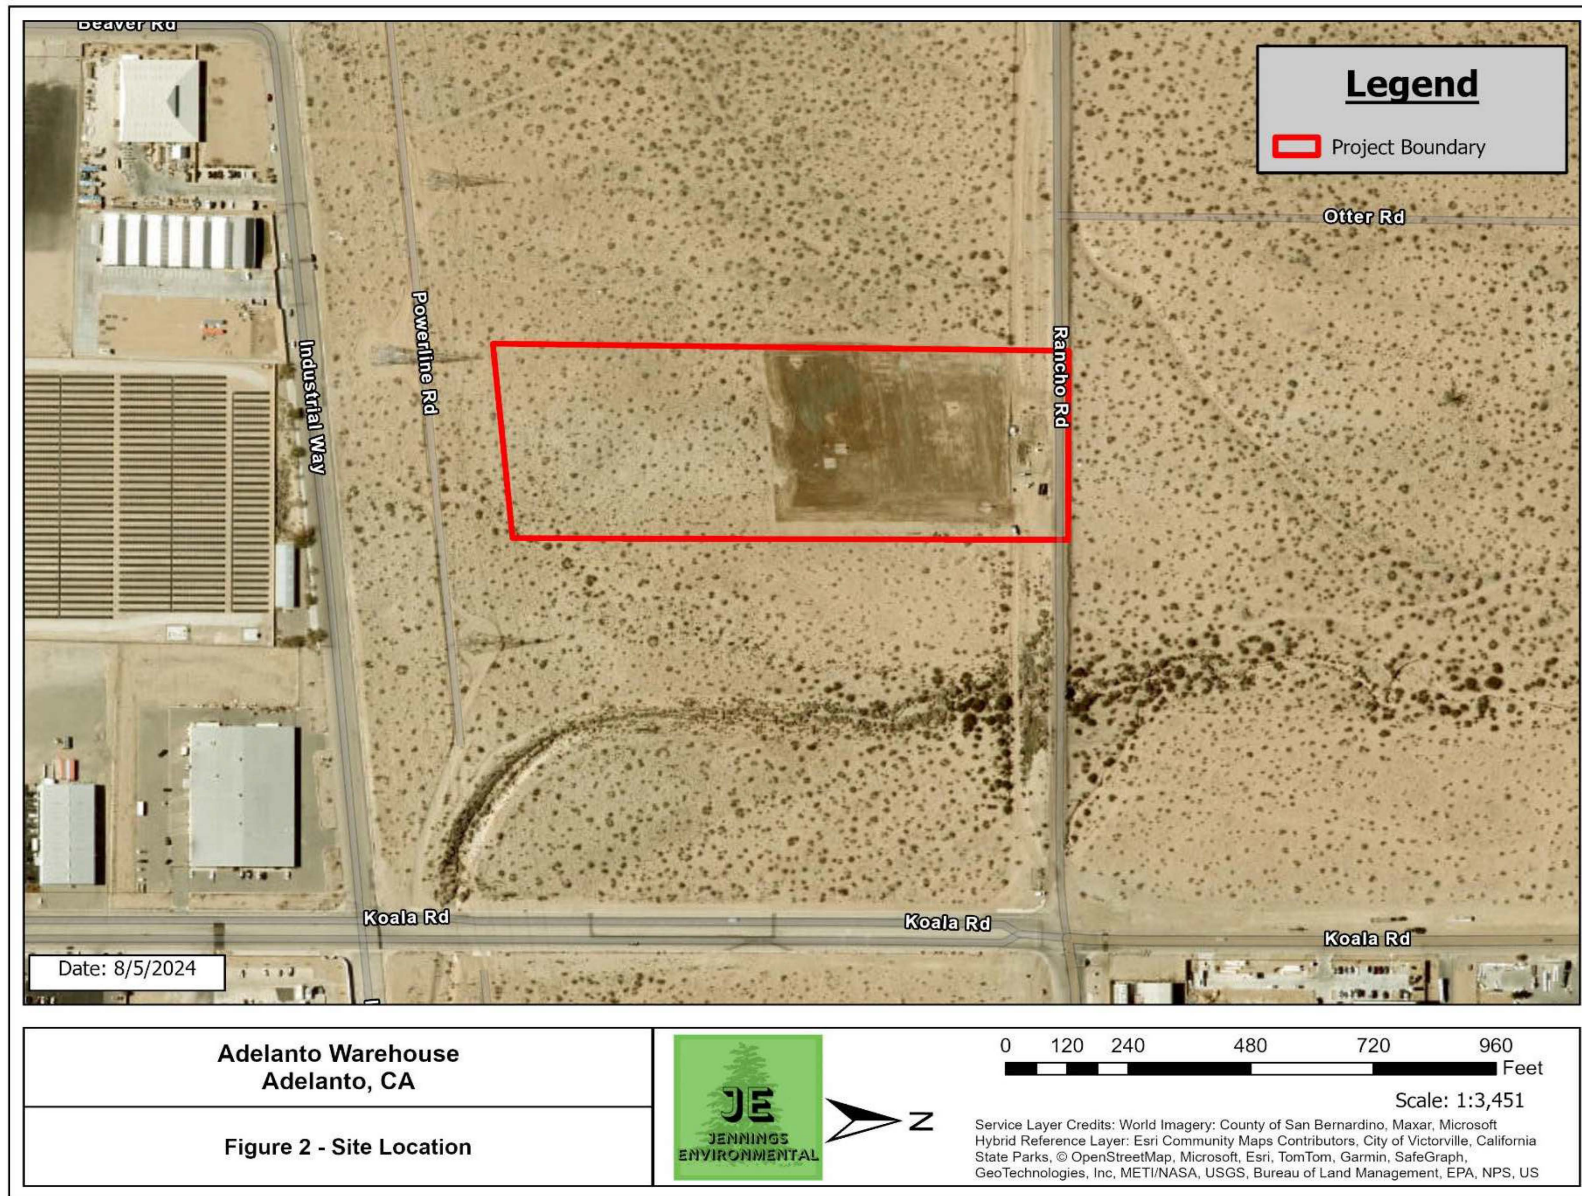 Beaver Rd
Legend
Project Boundary
Otter Rd
Powerline Rd
Industrial Way
Rancho Rd
Koala Rd
Koala Rd
Koala Rd
Date: 8/5/2024
Adelanto Warehouse
Adelanto, CA
Figure 2 - Site Location
JE
JENNINGS
ENVIRONMENTAL
N
0 120 240 480 720 960
Feet
Scale: 1:3,451
Service Layer Credits: World Imagery: County of San Bernardino, Maxar, Microsoft
Hybrid Reference Layer: Esri Community Maps Contributors, City of Victorville, California
State Parks, © OpenStreetMap, Microsoft, Esri, TomTom, Garmin, SafeGraph,
GeoTechnologies, Inc, METI/NASA, USGS, Bureau of Land Management, EPA, NPS, US